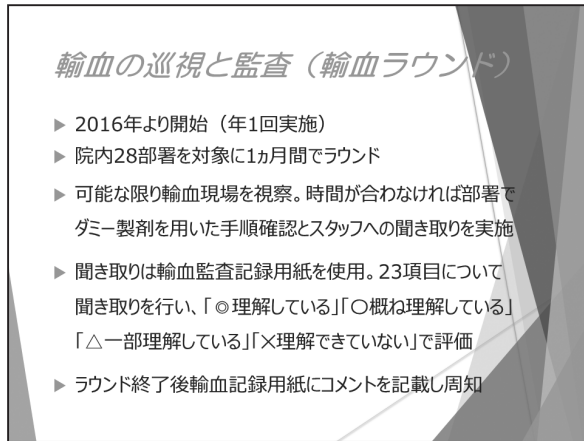 輸血の巡視と監査（輸血ラウンド）
▶ 2016年より開始（年1回実施）
▶ 院内28部署を対象に1ヵ月間でラウンド
▶ 可能な限り輸血現場を視察。時間が合わなければ部署で
ダミー製剤を用いた手順確認とスタッフへの聞き取りを実施
▶ 聞き取りは輸血監査記録用紙を使用。23項目について
聞き取りを行い、「◎理解している」「○概ね理解している」
「△一部理解している」「×理解できていない」で評価
▶ ラウンド終了後輸血記録用紙にコメントを記載し周知